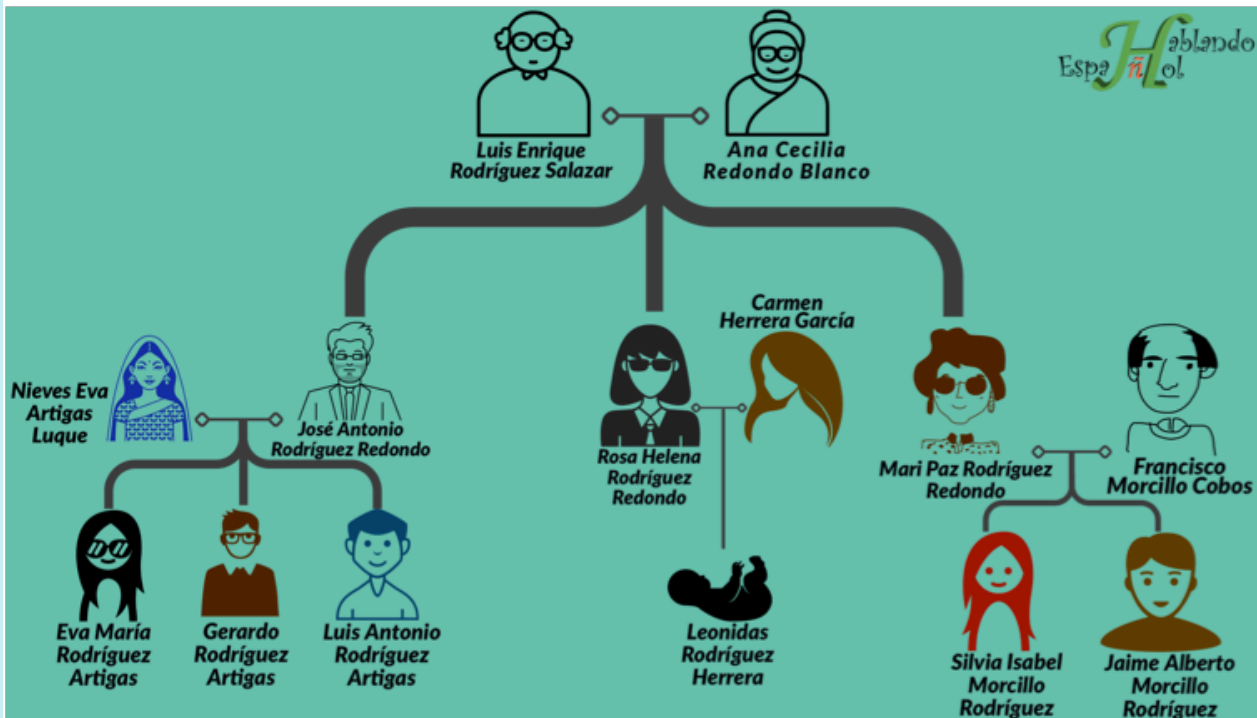 Hablando
Español
Luis Enrique
Rodríguez Salazar
Ana Cecilia
Redondo Blanco
Nieves Eva
Artigas
Luque
José Antonio
Rodríguez Redondo
Rosa Helena
Rodríguez
Redondo
Carmen
Herrera García
Mari Paz Rodríguez
Redondo
Francisco
Morcillo Cobos
Eva María
Rodríguez
Artigas
Gerardo
Rodríguez
Artigas
Luis Antonio
Rodríguez
Artigas
Leonidas
Rodríguez
Herrera
Silvia Isabel
Morcillo
Rodríguez
Jaime Alberto
Morcillo
Rodríguez